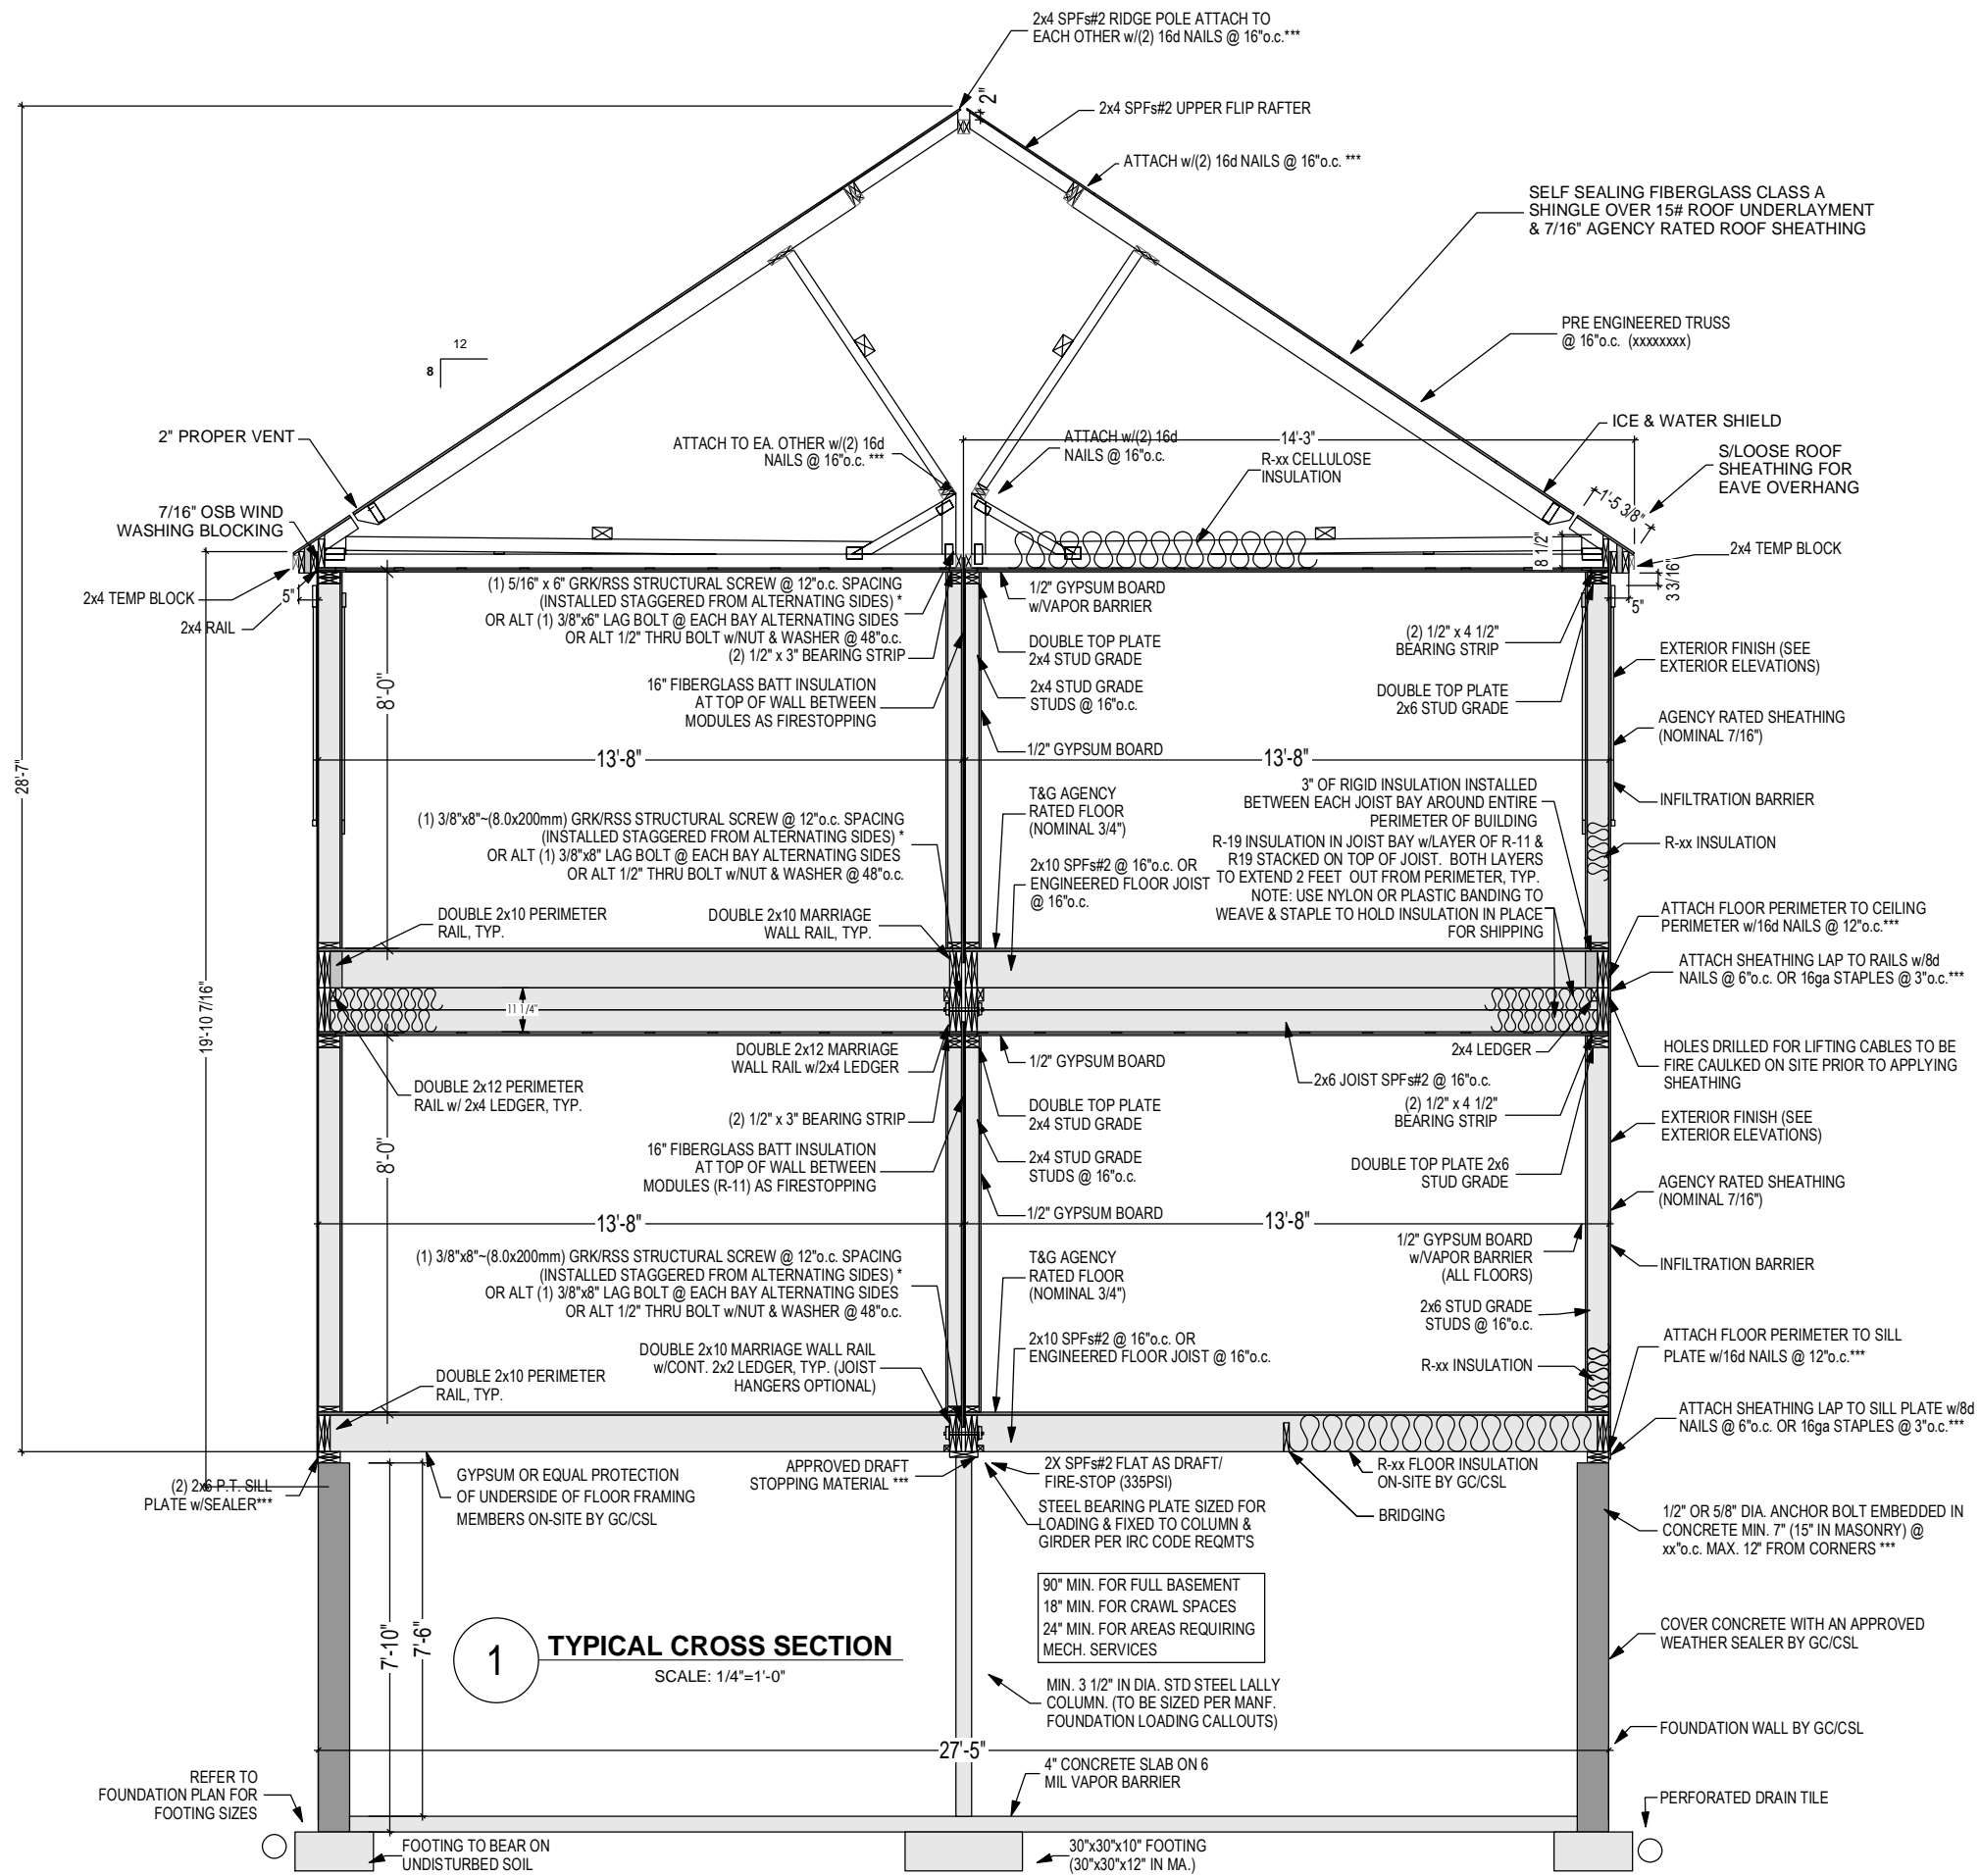 2x4 SPFs#2 RIDGE POLE ATTACH TO
EACH OTHER w/(2) 16d NAILS @ 16"o.c.***
2"
2x4 SPFs#2 UPPER FLIP RAFTER
ATTACH w/(2) 16d NAILS @ 16"o.c. ***
SELF SEALING FIBERGLASS CLASS A
SHINGLE OVER 15# ROOF UNDERLAYMENT
& 7/16" AGENCY RATED ROOF SHEATHING
PRE ENGINEERED TRUSS
@ 16"o.c. (xxxxxxxx)
12
8
2" PROPER VENT
ATTACH TO EA. OTHER w/(2) 16d
NAILS @ 16"o.c. ***
ATTACH w/(2) 16d
NAILS @ 16"o.c.
14'-3"
R-xx CELLULOSE
INSULATION
ICE & WATER SHIELD
S/LOOSE ROOF
SHEATHING FOR
EAVE OVERHANG
1'-5 3/8"
7/16" OSB WIND
WASHING BLOCKING
8 1/2"
2x4 TEMP BLOCK
3 3/16"
5"
2x4 TEMP BLOCK
5"
2x4 RAIL
(1) 5/16" x 6" GRK/RSS STRUCTURAL SCREW @ 12"o.c. SPACING
(INSTALLED STAGGERED FROM ALTERNATING SIDES) *
OR ALT (1) 3/8"x6" LAG BOLT @ EACH BAY ALTERNATING SIDES
OR ALT 1/2" THRU BOLT w/NUT & WASHER @ 48"o.c.
(2) 1/2" x 3" BEARING STRIP
1/2" GYPSUM BOARD
w/VAPOR BARRIER
DOUBLE TOP PLATE
2x4 STUD GRADE
(2) 1/2" x 4 1/2"
BEARING STRIP
EXTERIOR FINISH (SEE
EXTERIOR ELEVATIONS)
8'-0"
16" FIBERGLASS BATT INSULATION
AT TOP OF WALL BETWEEN
MODULES AS FIRESTOPPING
2x4 STUD GRADE
STUDS @ 16"o.c.
DOUBLE TOP PLATE
2x6 STUD GRADE
AGENCY RATED SHEATHING
(NOMINAL 7/16")
1/2" GYPSUM BOARD
13'-8"
13'-8"
28'-7"
INFILTRATION BARRIER
3" OF RIGID INSULATION INSTALLED
BETWEEN EACH JOIST BAY AROUND ENTIRE
PERIMETER OF BUILDING
T&G AGENCY
RATED FLOOR
(NOMINAL 3/4")
(1) 3/8"x8"~(8.0x200mm) GRK/RSS STRUCTURAL SCREW @ 12"o.c. SPACING
(INSTALLED STAGGERED FROM ALTERNATING SIDES) *
OR ALT (1) 3/8"x8" LAG BOLT @ EACH BAY ALTERNATING SIDES
OR ALT 1/2" THRU BOLT w/NUT & WASHER @ 48"o.c.
R-19 INSULATION IN JOIST BAY w/LAYER OF R-11 &
R19 STACKED ON TOP OF JOIST. BOTH LAYERS
TO EXTEND 2 FEET OUT FROM PERIMETER, TYP.
NOTE: USE NYLON OR PLASTIC BANDING TO
WEAVE & STAPLE TO HOLD INSULATION IN PLACE
FOR SHIPPING
R-xx INSULATION
2x10 SPFs#2 @ 16"o.c. OR
ENGINEERED FLOOR JOIST
@ 16"o.c.
DOUBLE 2x10 PERIMETER
RAIL, TYP.
DOUBLE 2x10 MARRIAGE
WALL RAIL, TYP.
ATTACH FLOOR PERIMETER TO CEILING
PERIMETER w/16d NAILS @ 12"o.c.***
ATTACH SHEATHING LAP TO RAILS w/8d
NAILS @ 6"o.c. OR 16ga STAPLES @ 3"o.c.***
19'-10 7/16"
11 1/4"
DOUBLE 2x12 MARRIAGE
WALL RAIL w/2x4 LEDGER
1/2" GYPSUM BOARD
2x4 LEDGER
HOLES DRILLED FOR LIFTING CABLES TO BE
FIRE CAULKED ON SITE PRIOR TO APPLYING
SHEATHING
DOUBLE 2x12 PERIMETER
RAIL w/ 2x4 LEDGER, TYP.
2x6 JOIST SPFs#2 @ 16"o.c.
(2) 1/2" x 3" BEARING STRIP
DOUBLE TOP PLATE
2x4 STUD GRADE
(2) 1/2" x 4 1/2"
BEARING STRIP
EXTERIOR FINISH (SEE
EXTERIOR ELEVATIONS)
8'-0"
16" FIBERGLASS BATT INSULATION
AT TOP OF WALL BETWEEN
MODULES (R-11) AS FIRESTOPPING
2x4 STUD GRADE
STUDS @ 16"o.c.
DOUBLE TOP PLATE 2x6
STUD GRADE
AGENCY RATED SHEATHING
(NOMINAL 7/16")
1/2" GYPSUM BOARD
13'-8"
13'-8"
1/2" GYPSUM BOARD
w/VAPOR BARRIER
(ALL FLOORS)
INFILTRATION BARRIER
(1) 3/8"x8"~(8.0x200mm) GRK/RSS STRUCTURAL SCREW @ 12"o.c. SPACING
(INSTALLED STAGGERED FROM ALTERNATING SIDES) *
OR ALT (1) 3/8"x8" LAG BOLT @ EACH BAY ALTERNATING SIDES
OR ALT 1/2" THRU BOLT w/NUT & WASHER @ 48"o.c.
T&G AGENCY
RATED FLOOR
(NOMINAL 3/4")
2x6 STUD GRADE
STUDS @ 16"o.c.
DOUBLE 2x10 MARRIAGE WALL RAIL
w/CONT. 2x2 LEDGER, TYP. (JOIST
HANGERS OPTIONAL)
2x10 SPFs#2 @ 16"o.c. OR
ENGINEERED FLOOR JOIST @ 16"o.c.
ATTACH FLOOR PERIMETER TO SILL
PLATE w/16d NAILS @ 12"o.c.***
R-xx INSULATION
DOUBLE 2x10 PERIMETER
RAIL, TYP.
ATTACH SHEATHING LAP TO SILL PLATE w/8d
NAILS @ 6"o.c. OR 16ga STAPLES @ 3"o.c.***
(2) 2x6 P.T. SILL
PLATE w/SEALER***
GYPSUM OR EQUAL PROTECTION
OF UNDERSIDE OF FLOOR FRAMING
MEMBERS ON-SITE BY GC/CSL
APPROVED DRAFT
STOPPING MATERIAL ***
2X SPFs#2 FLAT AS DRAFT/
FIRE-STOP (335PSI)
R-xx FLOOR INSULATION
ON-SITE BY GC/CSL
STEEL BEARING PLATE SIZED FOR
LOADING & FIXED TO COLUMN &
GIRDER PER IRC CODE REQMT'S
BRIDGING
1/2" OR 5/8" DIA. ANCHOR BOLT EMBEDDED IN
CONCRETE MIN. 7" (15" IN MASONRY) @
xx"o.c. MAX. 12" FROM CORNERS ***
90" MIN. FOR FULL BASEMENT
18" MIN. FOR CRAWL SPACES
24" MIN. FOR AREAS REQUIRING
MECH. SERVICES
7'-10"
7'-6"
1
TYPICAL CROSS SECTION
SCALE: 1/4"=1'-0"
COVER CONCRETE WITH AN APPROVED
WEATHER SEALER BY GC/CSL
MIN. 3 1/2" IN DIA. STD STEEL LALLY
COLUMN. (TO BE SIZED PER MANF.
FOUNDATION LOADING CALLOUTS)
FOUNDATION WALL BY GC/CSL
27'-5"
4" CONCRETE SLAB ON 6
MIL VAPOR BARRIER
REFER TO
FOUNDATION PLAN FOR
FOOTING SIZES
PERFORATED DRAIN TILE
FOOTING TO BEAR ON
UNDISTURBED SOIL
30"x30"x10" FOOTING
(30"x30"x12" IN MA.)